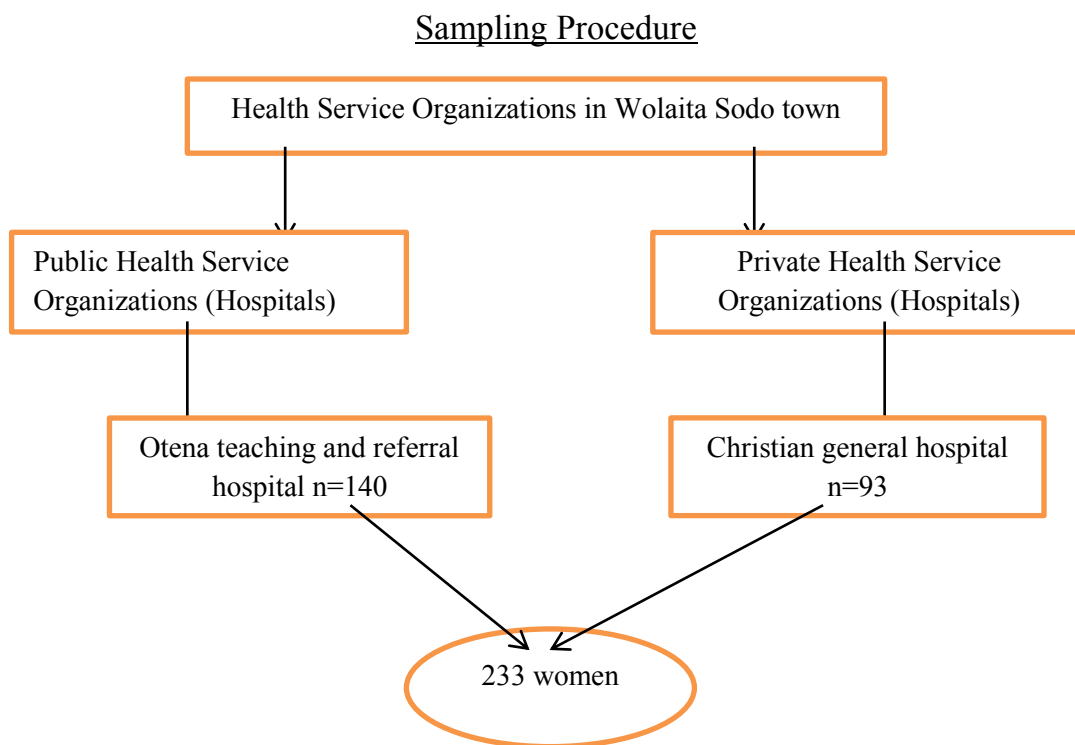 Sampling Procedure
Health Service Organizations in Wolaita Sodo town
Public Health Service
Organizations (Hospitals)
Private Health Service
Organizations (Hospitals)
Otena teaching and referral
hospital n=140
Christian general hospital
n=93
233 women